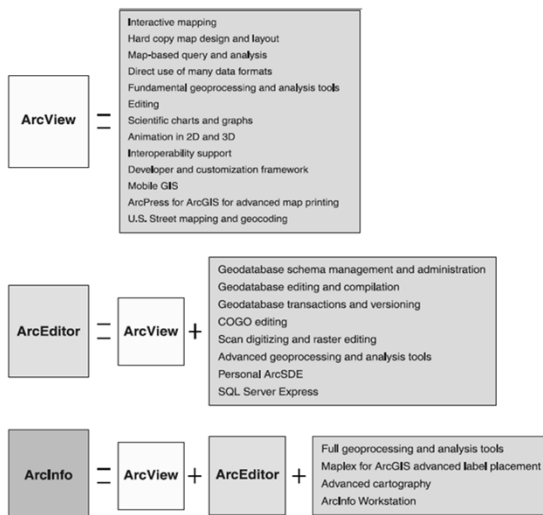 ArcView
=
Interactive mapping
Hard copy map design and layout
Map-based query and analysis
Direct use of many data formats
Fundamental geoprocessing and analysis tools
Editing
Scientific charts and graphs
Animation in 2D and 3D
Interoperability support
Developer and customization framework
Mobile GIS
ArcPress for ArcGIS for advanced map printing
U.S. Street mapping and geocoding
ArcEditor
=
ArcView
+
Geodatabase schema management and administration
Geodatabase editing and compilation
Geodatabase transactions and versioning
COGO editing
Scan digitizing and raster editing
Advanced geoprocessing and analysis tools
Personal ArcSDE
SQL Server Express
ArcInfo
=
ArcView
+
ArcEditor
+
Full geoprocessing and analysis tools
Maplex for ArcGIS advanced label placement
Advanced cartography
ArcInfo Workstation